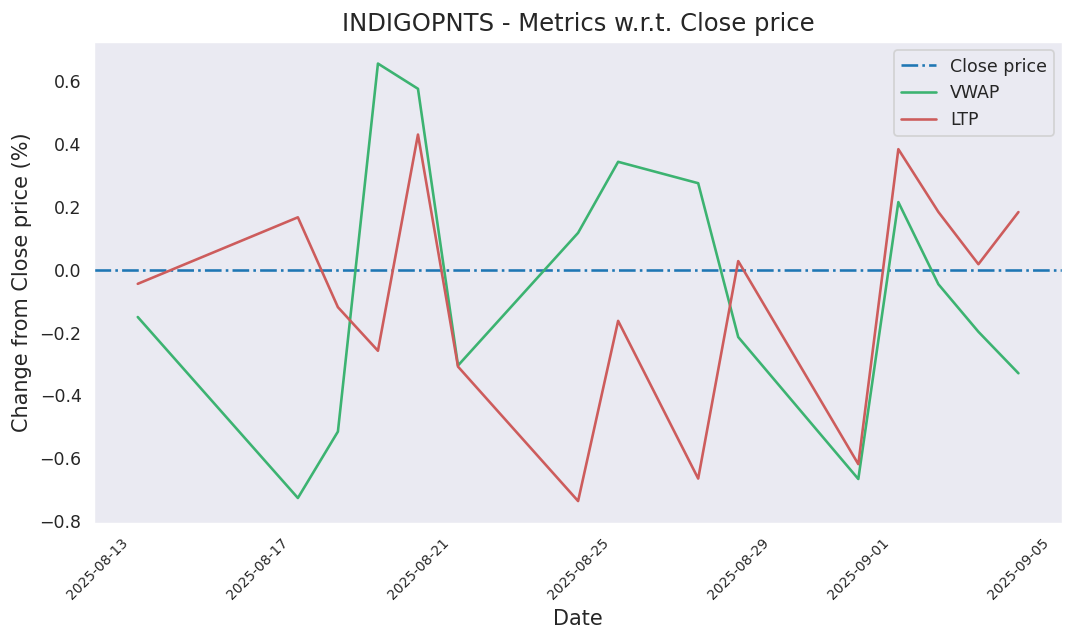 INDIGOPNTS - Metrics w.r.t. Close price
Close price
VWAP
LTP
Change from Close price (%)
0.6
0.4
0.2
0.0
−0.2
−0.4
−0.6
−0.8
2025-08-13
2025-08-17
2025-08-21
2025-08-25
2025-08-29
2025-09-01
2025-09-05
Date